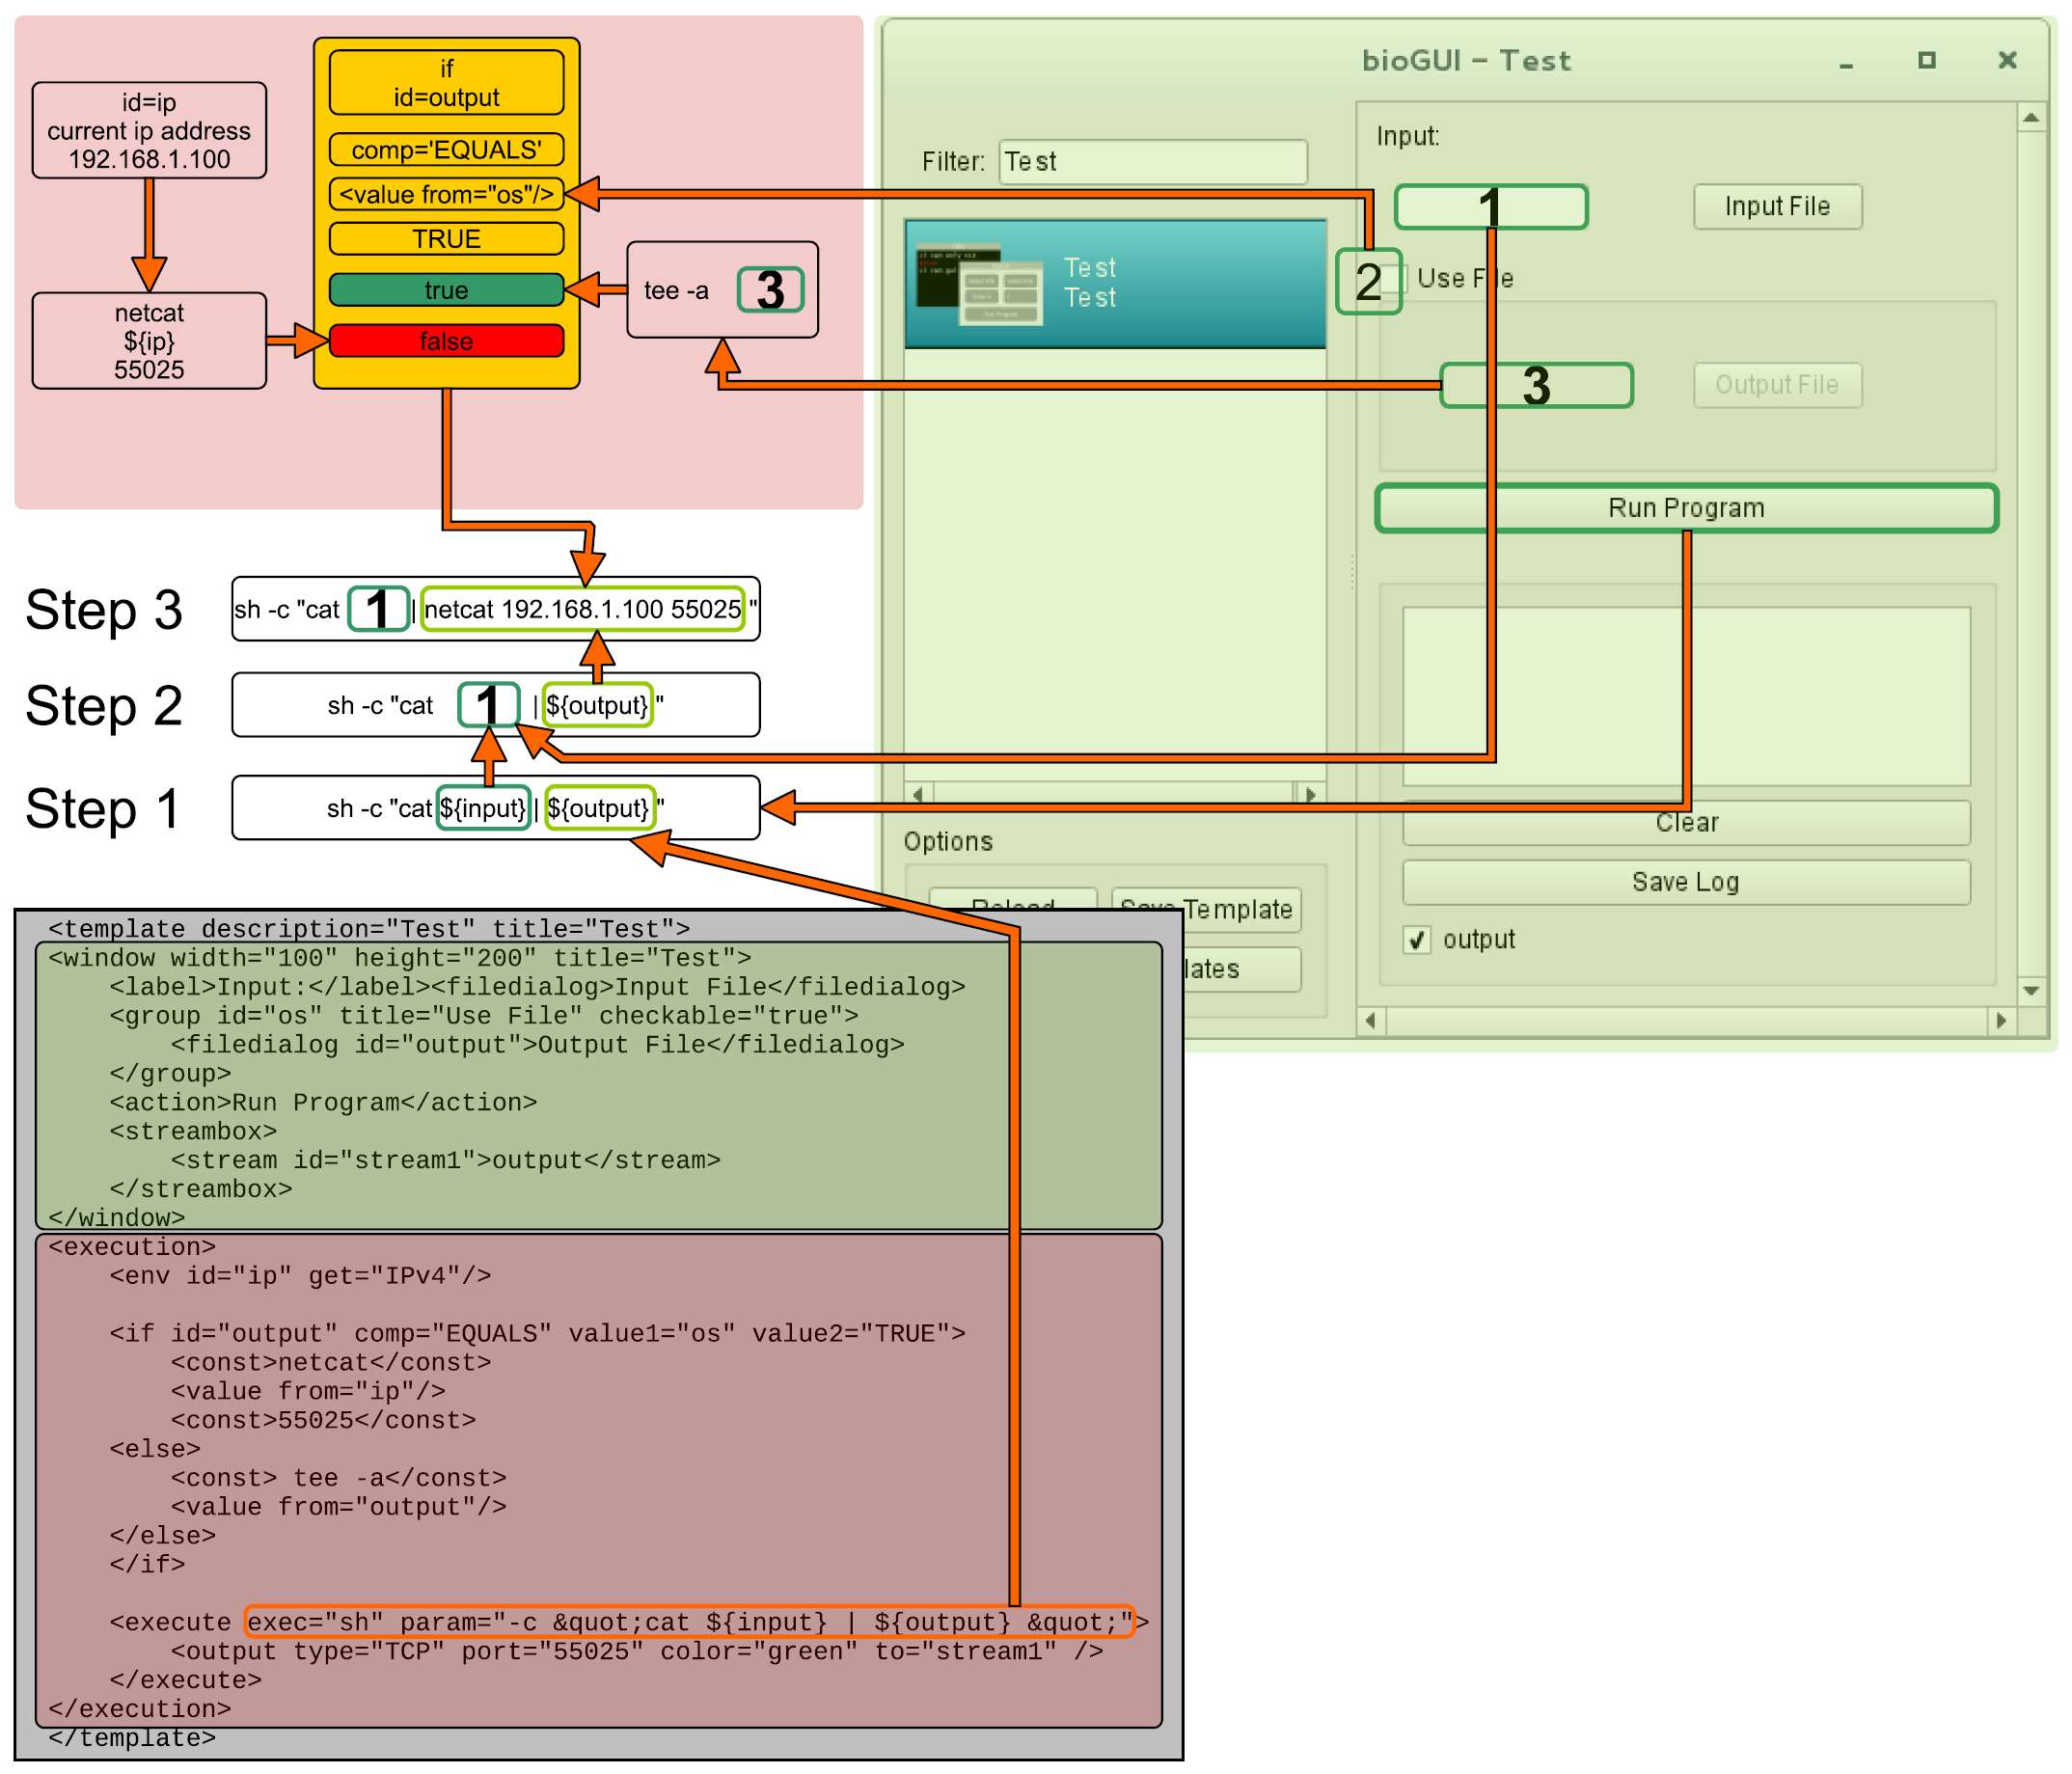 id=ip
current ip address
192.168.1.100
netcat
${ip}
55025
if
id=output
comp='EQUALS'
<value from="os"/>
TRUE
true
false
tee -a 3
bioGUI - Test
Filter: Test
Test
Test
Input:
1 Input File
2 Use File
3 Output File
Run Program
Clear
Save Log
output
Options
Reload Save Template
lates
Step 3 sh -c "cat 1 | netcat 192.168.1.100 55025 "
Step 2 sh -c "cat 1 | ${output} "
Step 1 sh -c "cat ${input} | ${output} "
<template description="Test" title="Test">
<window width="100" height="200" title="Test">
    <label>Input:</label><filedialog>Input File</filedialog>
    <group id="os" title="Use File" checkable="true">
        <filedialog id="output">Output File</filedialog>
    </group>
    <action>Run Program</action>
    <streambox>
        <stream id="stream1">output</stream>
    </streambox>
</window>
<execution>
    <env id="ip" get="IPv4"/>
    <if id="output" comp="EQUALS" value1="os" value2="TRUE">
        <const>netcat</const>
        <value from="ip"/>
        <const>55025</const>
    <else>
        <const> tee -a</const>
        <value from="output"/>
    </else>
    </if>
    <execute exec="sh" param="-c &quot;cat ${input} | ${output} &quot;">
        <output type="TCP" port="55025" color="green" to="stream1" />
    </execute>
</execution>
</template>